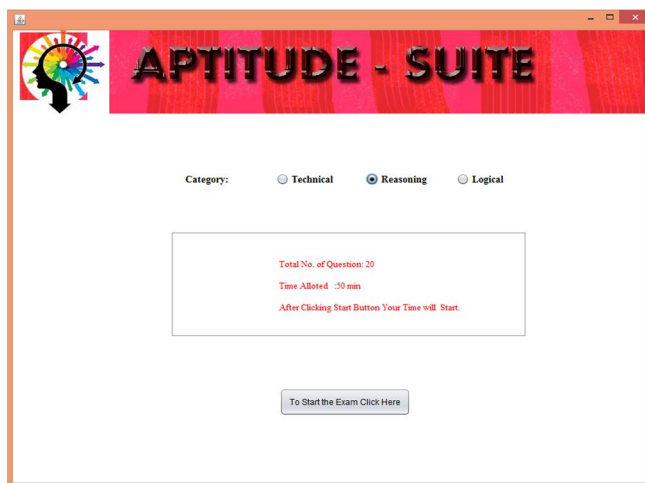 APTITUDE - SUITE
Category: Technical Reasoning Logical
Total No. of Question: 20
Time Alloted :50 min
After Clicking Start Button Your Time will Start.
To Start the Exam Click Here